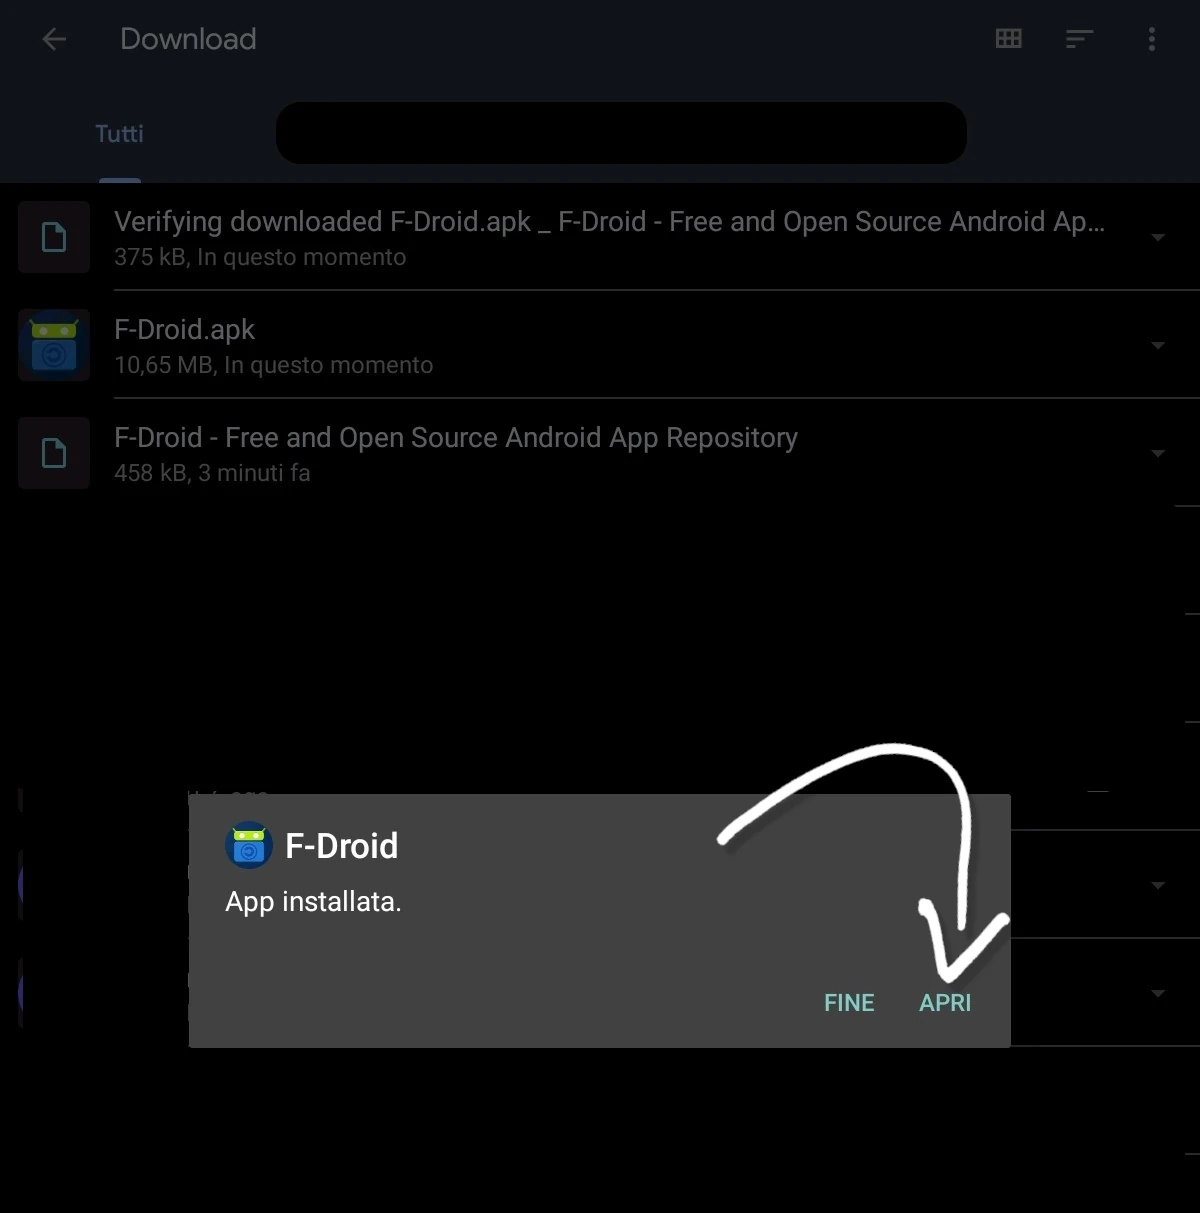 Download
Tutti
Verifying downloaded F-Droid.apk _ F-Droid - Free and Open Source Android Ap...
375 kB, In questo momento
F-Droid.apk
10,65 MB, In questo momento
F-Droid - Free and Open Source Android App Repository
458 kB, 3 minuti fa
F-Droid
App installata.
FINE
APRI